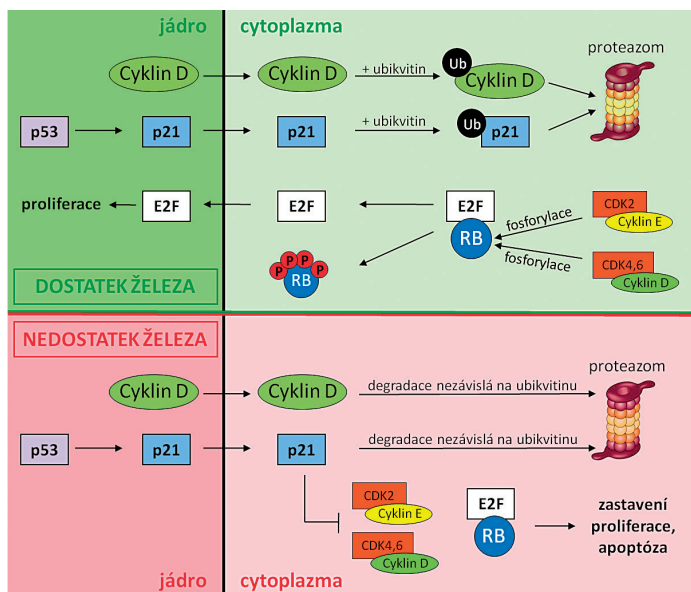 jádro
cytoplazma
Cyklin D
Cyklin D
+ ubikvitin
Ub
Cyklin D
proteazom
p53
p21
p21
+ ubikvitin
Ub
p21
proliferace
E2F
E2F
E2F
RB
fosforylace
CDK2
Cyklin E
fosforylace
CDK4,6
Cyklin D
P
P
P
P
RB
DOSTATEK ŽELEZA
NEDOSTATEK ŽELEZA
Cyklin D
Cyklin D
degradace nezávislá na ubikvitinu
proteazom
p53
p21
p21
degradace nezávislá na ubikvitinu
CDK2
Cyklin E
CDK4,6
Cyklin D
E2F
RB
zastavení
proliferace,
apoptóza
jádro
cytoplazma